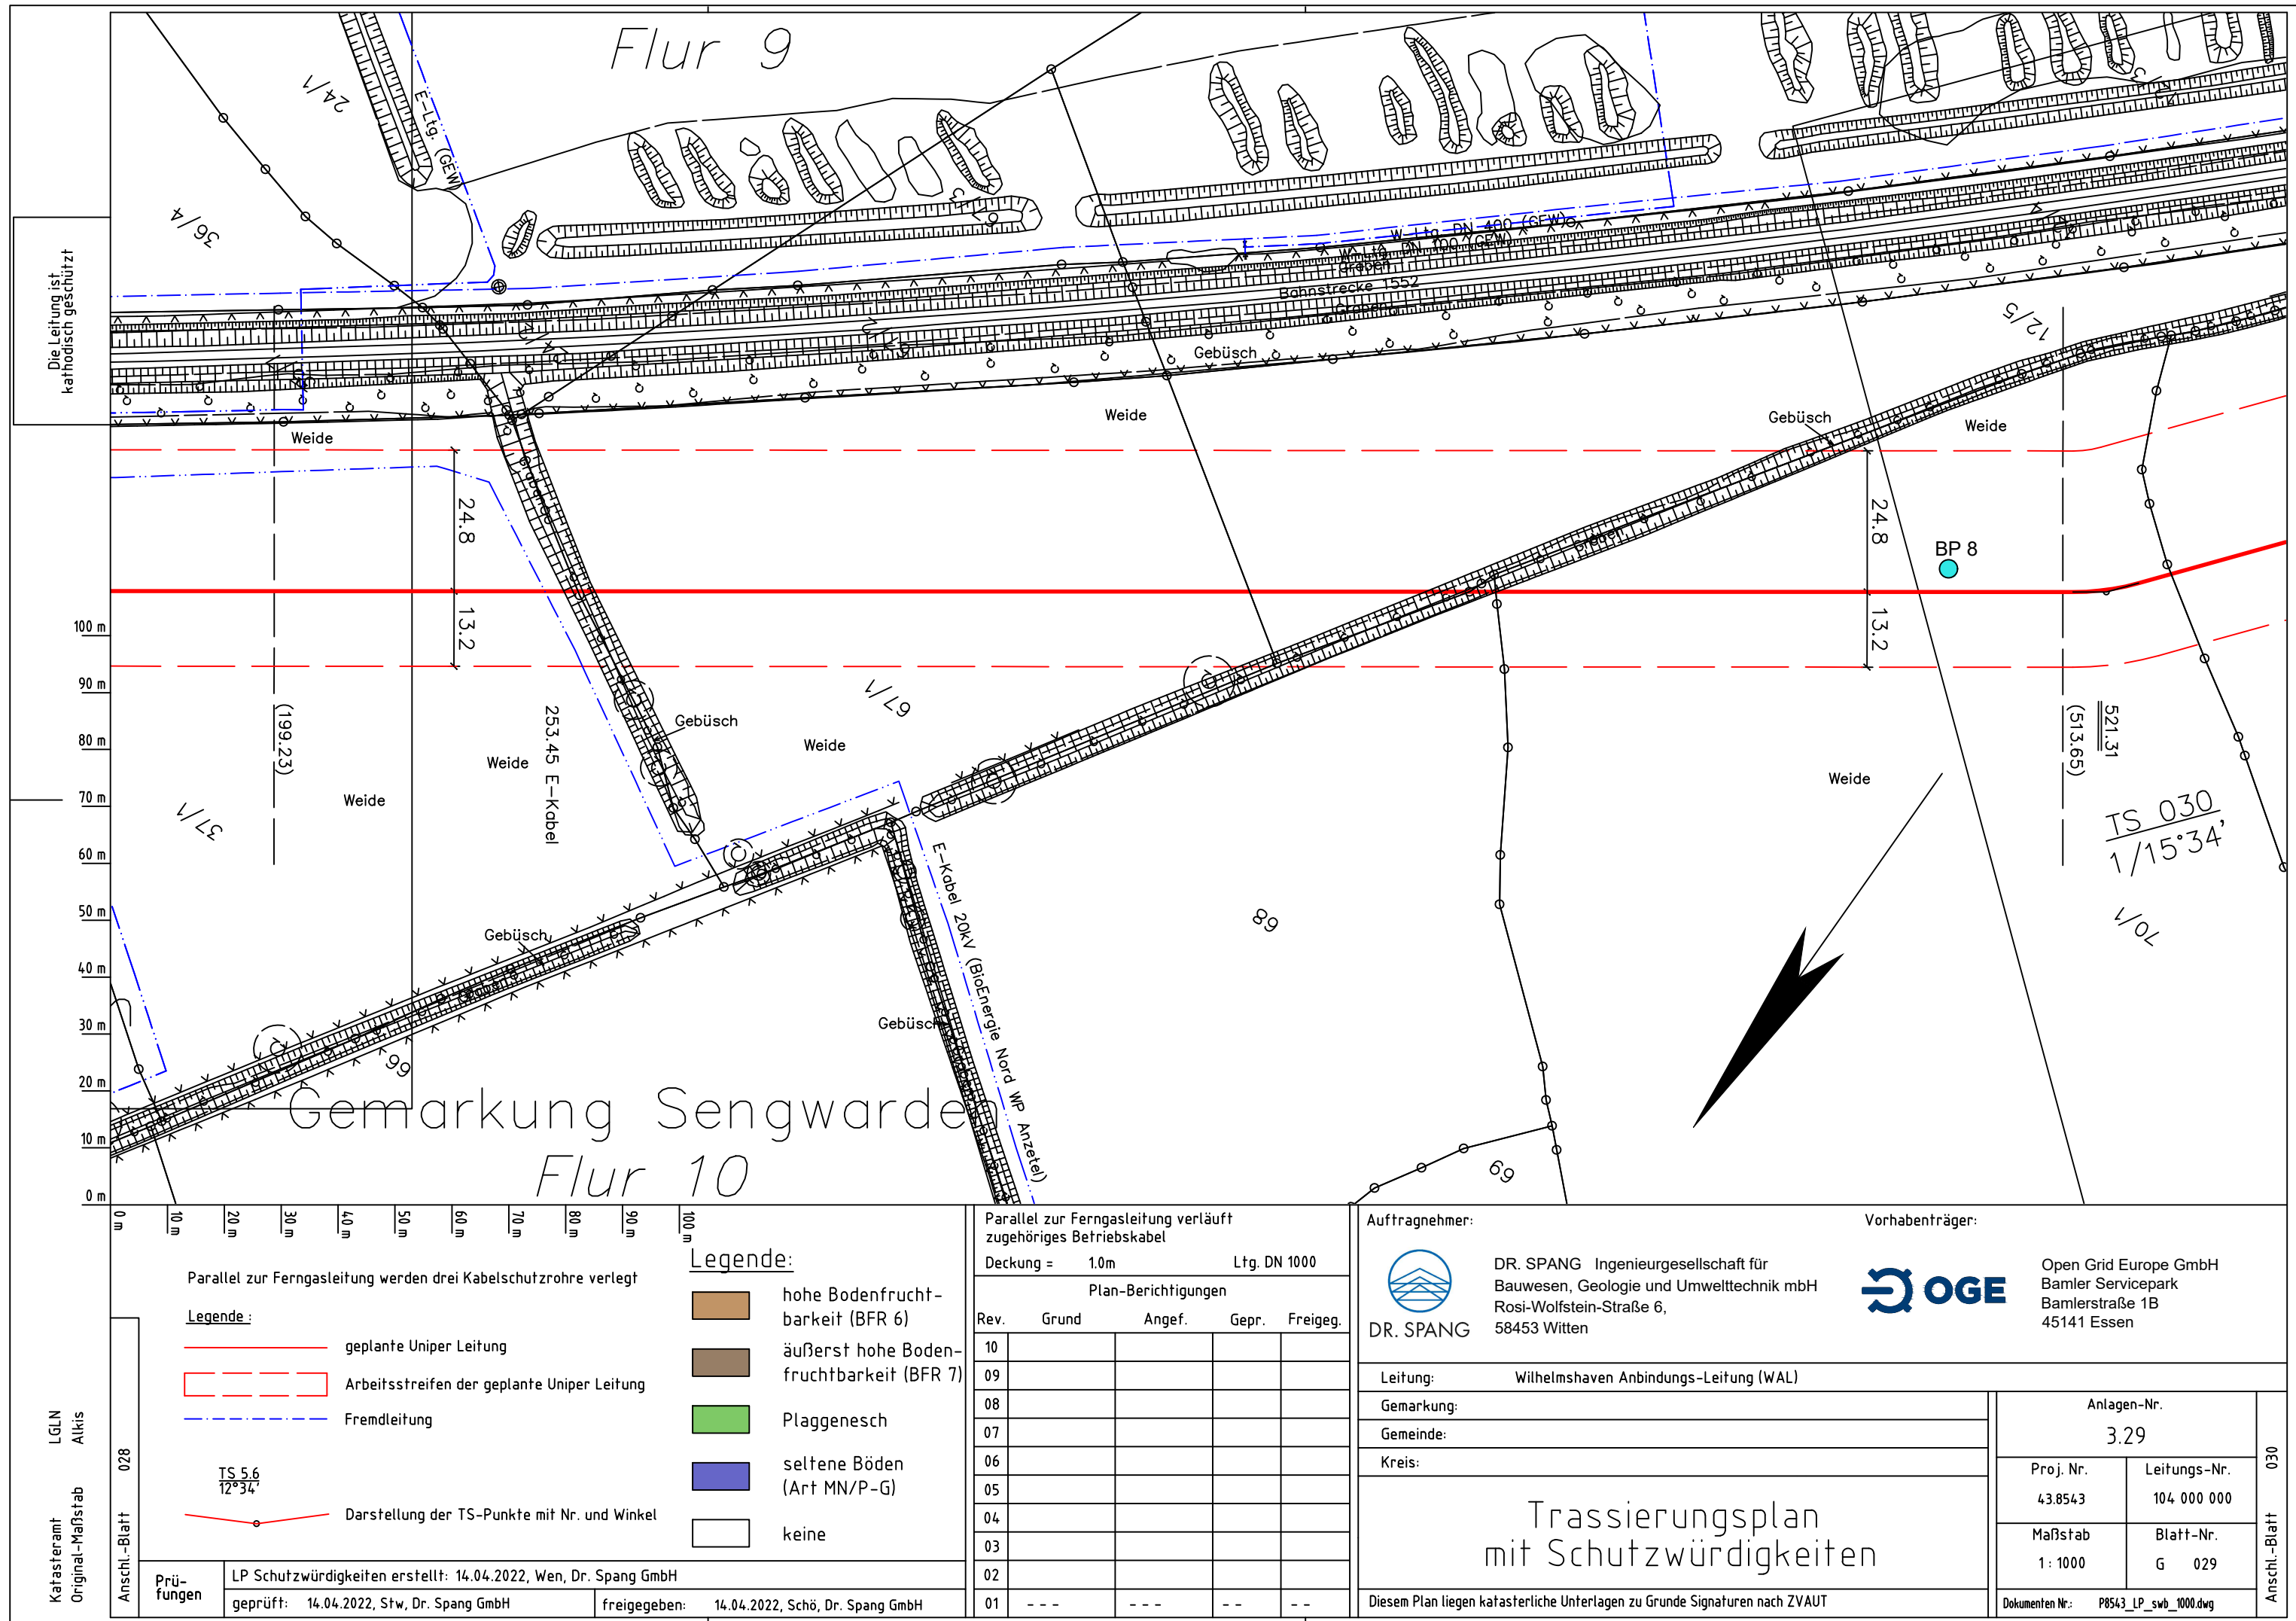 Flur 9
24/1
E-Ltg. (GEW)
36/4
67/13
W-Ltg. DN 400 (GEW)
W-Ltg. DN 100 (GEW)
Graben
Bahnstrecke 1552
Graben
Gebüsch
12/5
Die Leitung ist
kathodisch geschützt
Weide
Weide
Gebüsch
Weide
Graben
24.8
24.8
BP 8
Graben
13.2
13.2
100 m
90 m
80 m
70 m
60 m
50 m
40 m
30 m
20 m
10 m
0 m
(199.23)
253.45 E-Kabel
67/1
Gebüsch
Weide
Weide
Weide
37/1
Weide
521.31
(513.65)
TS 030
1/15°34'
70/1
68
E-Kabel 20kV (BioEnergie Nord WP Anzetel)
Gebüsch
Graben
Gebüsch
66
69
Gemarkung Sengwarden
Flur 10
0 m
10 m
20 m
30 m
40 m
50 m
60 m
70 m
80 m
90 m
100 m
Parallel zur Ferngasleitung werden drei Kabelschutzrohre verlegt
Legende :
geplante Uniper Leitung
Arbeitsstreifen der geplante Uniper Leitung
Fremdleitung
TS 5.6
12°34'
Darstellung der TS-Punkte mit Nr. und Winkel
Legende:
hohe Bodenfrucht-
barkeit (BFR 6)
äußerst hohe Boden-
fruchtbarkeit (BFR 7)
Plaggenesch
seltene Böden
(Art MN/P-G)
keine
Katasteramt LGLN
Original-Maßstab Alkis
Anschl.-Blatt 028
Prü-
fungen
LP Schutzwürdigkeiten erstellt: 14.04.2022, Wen, Dr. Spang GmbH
geprüft: 14.04.2022, Stw, Dr. Spang GmbH
freigegeben: 14.04.2022, Schö, Dr. Spang GmbH
Parallel zur Ferngasleitung verläuft
zugehöriges Betriebskabel
Deckung = 1.0m Ltg. DN 1000
Plan-Berichtigungen
Rev. Grund Angef. Gepr. Freigeg.
10
09
08
07
06
05
04
03
02
01 --- --- -- --
Auftragnehmer:
DR. SPANG
DR. SPANG Ingenieurgesellschaft für
Bauwesen, Geologie und Umwelttechnik mbH
Rosi-Wolfstein-Straße 6,
58453 Witten
Vorhabenträger:
OGE
Open Grid Europe GmbH
Bamler Servicepark
Bamlerstraße 1B
45141 Essen
Leitung: Wilhelmshaven Anbindungs-Leitung (WAL)
Gemarkung:
Gemeinde:
Kreis:
Trassierungsplan
mit Schutzwürdigkeiten
Diesem Plan liegen katasterliche Unterlagen zu Grunde Signaturen nach ZVAUT
Anlagen-Nr.
3.29
Proj. Nr.
43.8543
Leitungs-Nr.
104 000 000
Maßstab
1 : 1000
Blatt-Nr.
G 029
Dokumenten Nr.: P8543_LP_swb_1000.dwg
Anschl.-Blatt 030